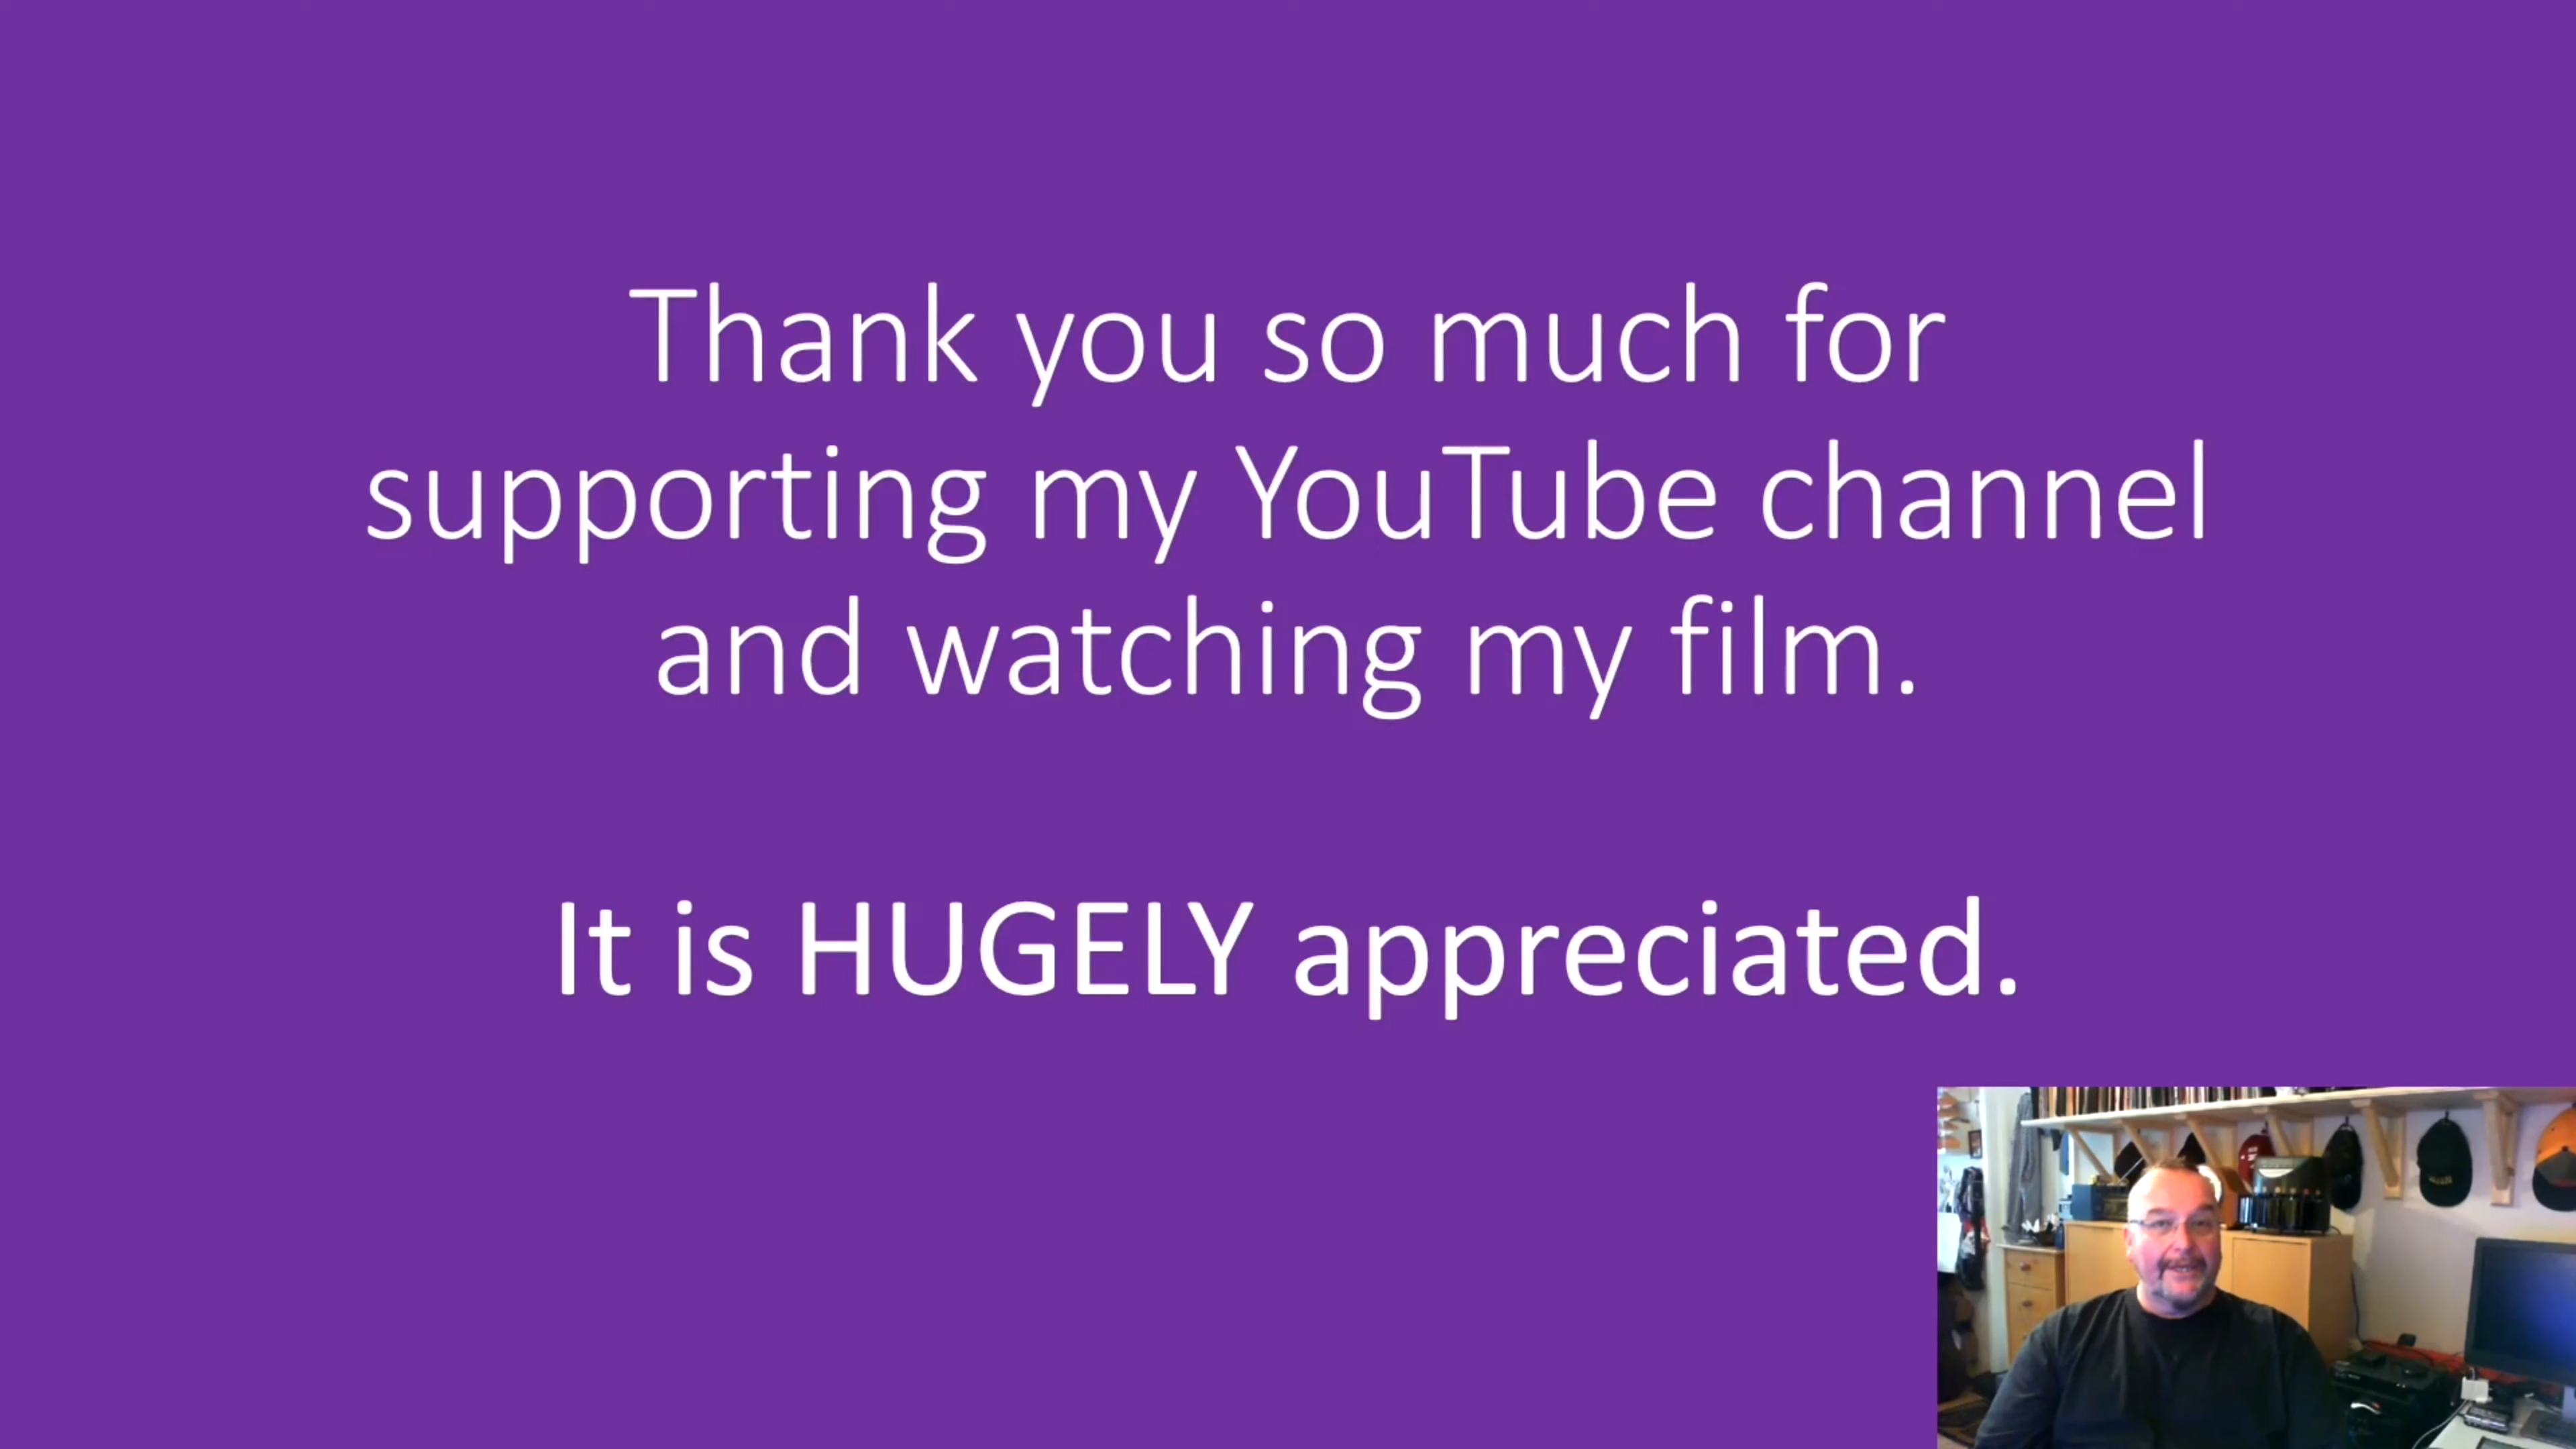 Thank you so much for
supporting my YouTube channel
and watching my film.
It is HUGELY appreciated.